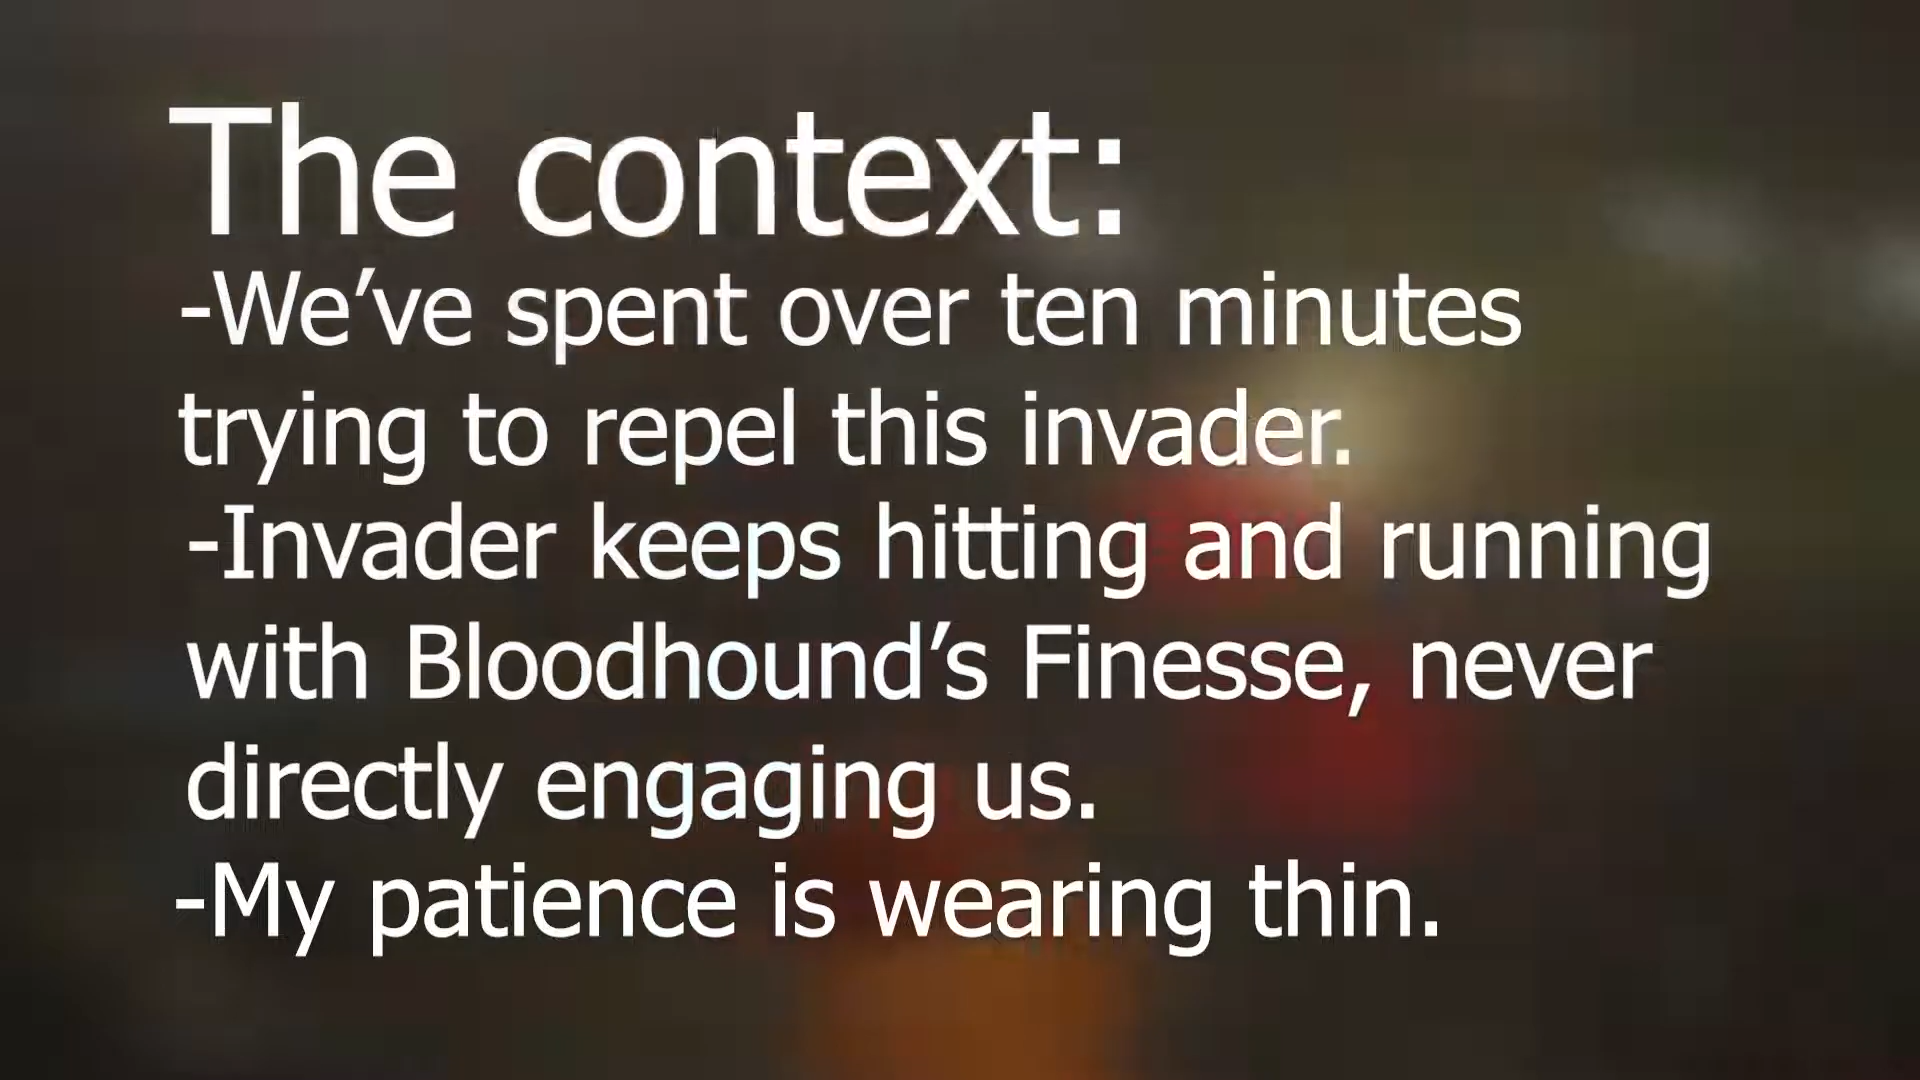 The context:
-We’ve spent over ten minutes
trying to repel this invader.
-Invader keeps hitting and running
with Bloodhound’s Finesse, never
directly engaging us.
-My patience is wearing thin.